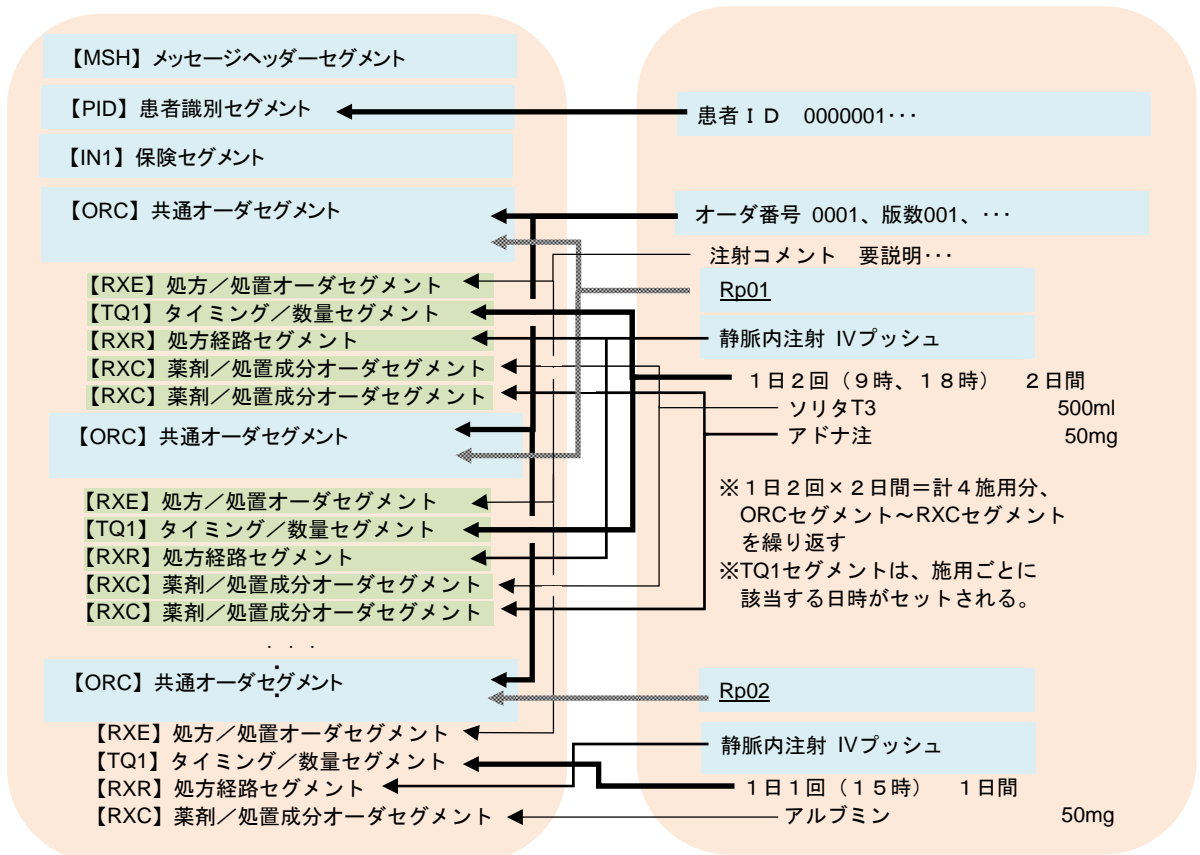 【MSH】メッセージヘッダーセグメント
【PID】患者識別セグメント
【IN1】保険セグメント
【ORC】共通オーダセグメント
【RXE】処方／処置オーダセグメント
【TQ1】タイミング／数量セグメント
【RXR】処方経路セグメント
【RXC】薬剤／処置成分オーダセグメント
【RXC】薬剤／処置成分オーダセグメント
【ORC】共通オーダセグメント
【RXE】処方／処置オーダセグメント
【TQ1】タイミング／数量セグメント
【RXR】処方経路セグメント
【RXC】薬剤／処置成分オーダセグメント
【RXC】薬剤／処置成分オーダセグメント
・・・
【ORC】共通オーダセグメント
【RXE】処方／処置オーダセグメント
【TQ1】タイミング／数量セグメント
【RXR】処方経路セグメント
【RXC】薬剤／処置成分オーダセグメント
患者ＩＤ　0000001･･･
オーダ番号 0001、版数001、･･･
注射コメント　要説明･･･
Rp01
静脈内注射 IVプッシュ
１日２回（９時、１８時）　２日間
ソリタT3　500ml
アドナ注　50mg
※１日２回×２日間＝計４施用分、
ORCセグメント～RXCセグメント
を繰り返す
※TQ1セグメントは、施用ごとに
該当する日時がセットされる。
Rp02
静脈内注射 IVプッシュ
１日１回（１５時）　１日間
アルブミン　50mg